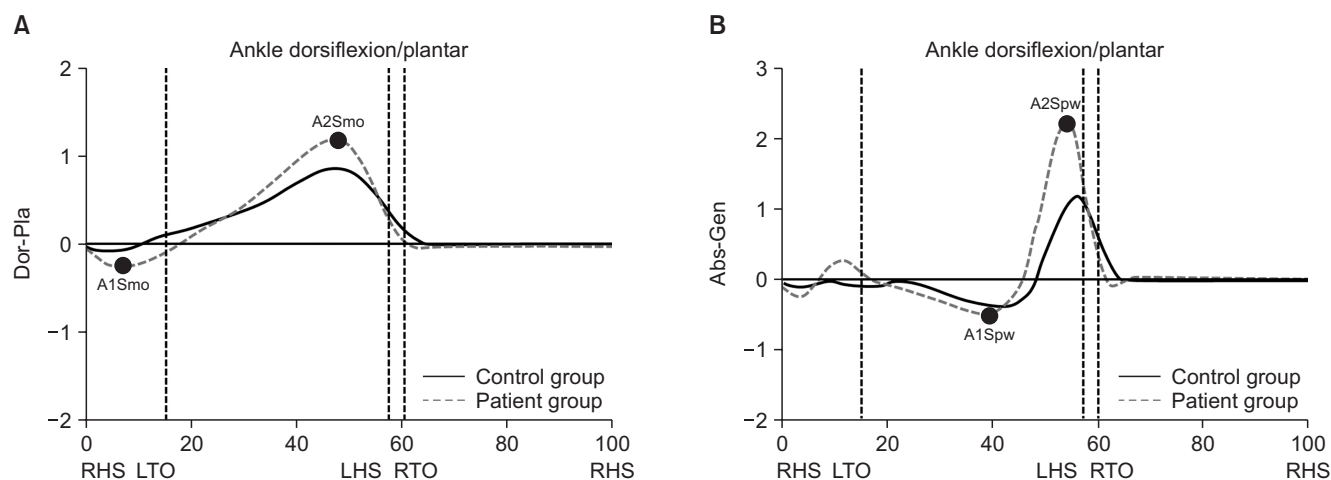 A
Ankle dorsiflexion/plantar
2
1
0
−1
−2
Dor-Pla
A2Smo
A1Smo
Control group
Patient group
0 20 40 60 80 100
RHS LTO LHS RTO RHS
B
Ankle dorsiflexion/plantar
3
2
1
0
−1
−2
Abs-Gen
A2Spw
A1Spw
Control group
Patient group
0 20 40 60 80 100
RHS LTO LHS RTO RHS